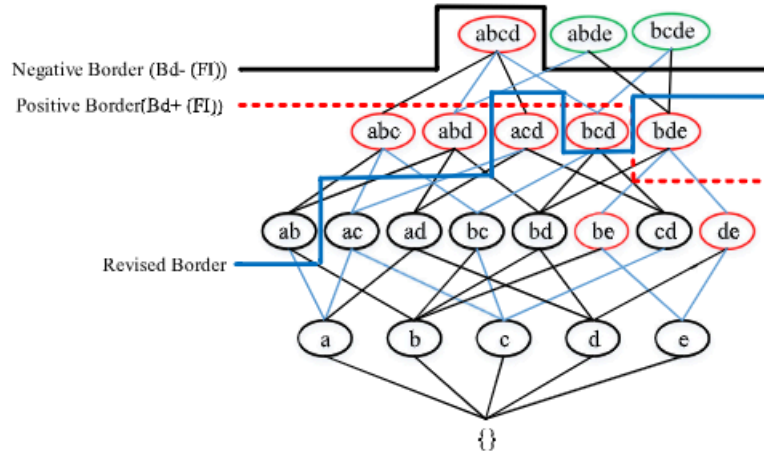 abcd abde bcde
Negative Border (Bd- (FI))
Positive Border(Bd+ (FI))
abc abd acd bcd bde
ab ac ad bc bd be cd de
Revised Border
a b c d e
{}